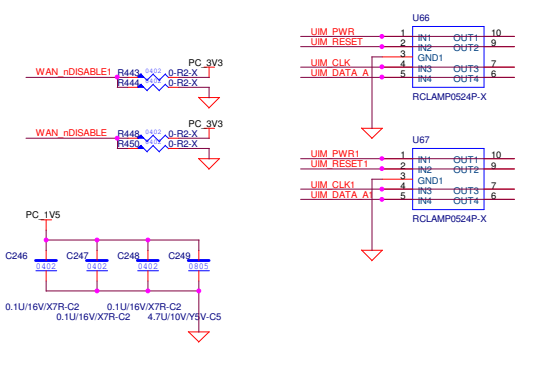 PC_3V3
WAN_nDISABLE1 R443 0402 0-R2-X
R444 0402 0-R2-X
PC_3V3
WAN_nDISABLE R448 0402 0-R2-X
R450 0402 0-R2-X
PC_1V5
C246 0402 C247 0402 C248 0402 C249 0805
0.1U/16V/X7R-C2 0.1U/16V/X7R-C2
0.1U/16V/X7R-C2 4.7U/10V/Y5V-C5
U66
UIM_PWR 1 IN1 OUT1 10
UIM_RESET 2 IN2 OUT2 9
3 GND1
UIM_CLK 4 IN3 OUT3 7
UIM_DATA_A 5 IN4 OUT4 6
RCLAMP0524P-X
U67
UIM_PWR1 1 IN1 OUT1 10
UIM_RESET1 2 IN2 OUT2 9
3 GND1
UIM_CLK1 4 IN3 OUT3 7
UIM_DATA_A1 5 IN4 OUT4 6
RCLAMP0524P-X